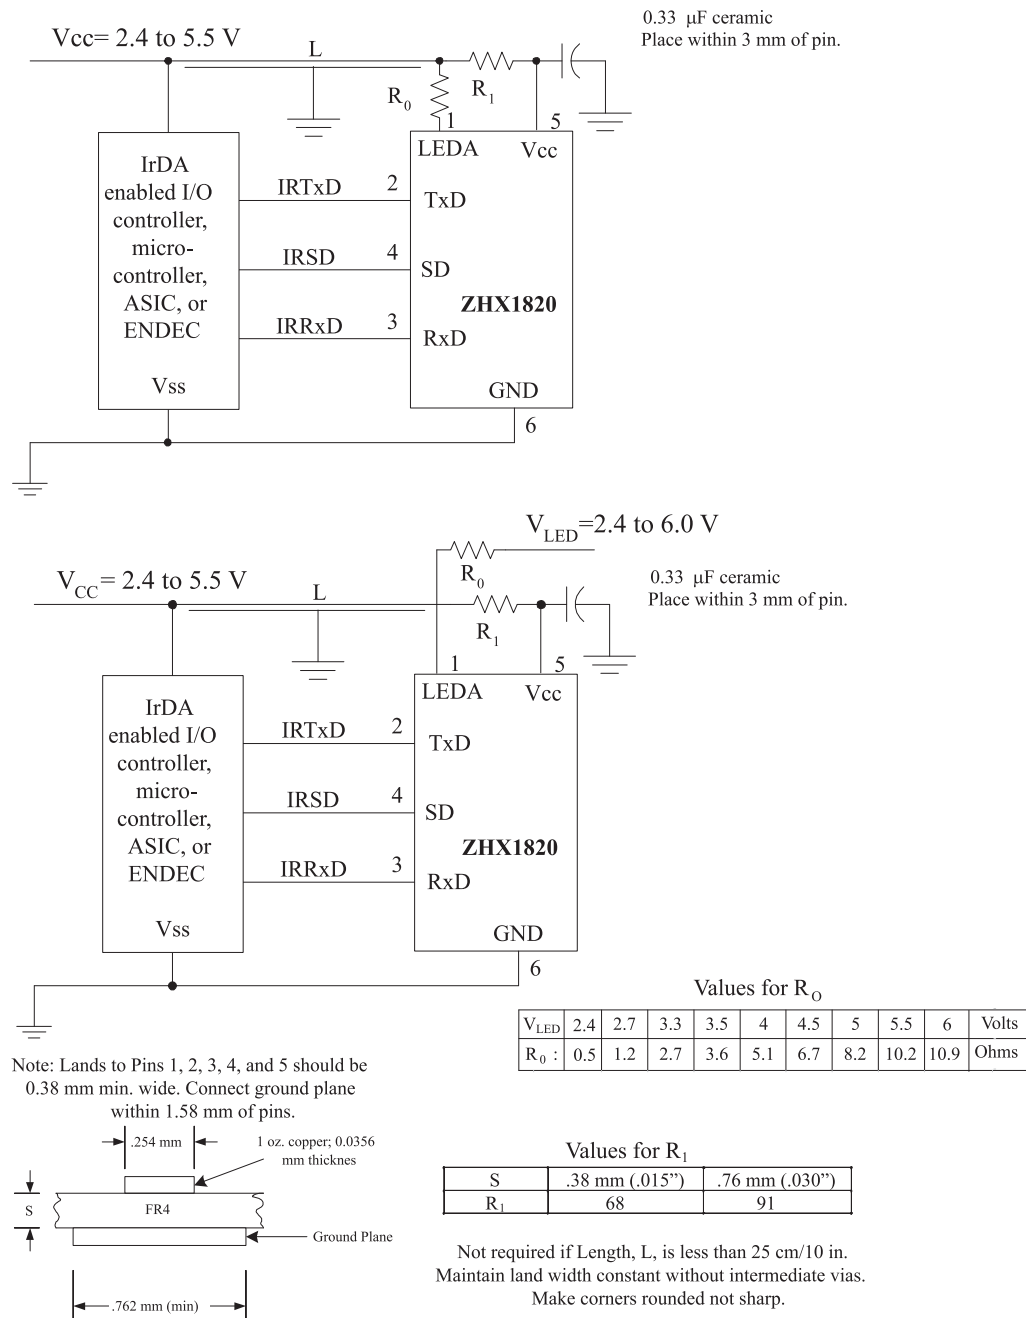 0.33 μF ceramic
Place within 3 mm of pin.
Vcc= 2.4 to 5.5 V
L
R0
R1
1
5
LEDA
Vcc
IrDA
enabled I/O
controller,
micro-
controller,
ASIC, or
ENDEC
Vss
IRTxD
2
TxD
IRSD
4
SD
ZHX1820
IRRxD
3
RxD
GND
6
VLED=2.4 to 6.0 V
R0
VCC= 2.4 to 5.5 V
0.33 μF ceramic
Place within 3 mm of pin.
L
R1
1
5
LEDA
Vcc
IrDA
enabled I/O
controller,
micro-
controller,
ASIC, or
ENDEC
Vss
IRTxD
2
TxD
IRSD
4
SD
ZHX1820
IRRxD
3
RxD
GND
6
Values for RO
VLED 2.4 2.7 3.3 3.5 4 4.5 5 5.5 6 Volts
R0 : 0.5 1.2 2.7 3.6 5.1 6.7 8.2 10.2 10.9 Ohms
Note: Lands to Pins 1, 2, 3, 4, and 5 should be
0.38 mm min. wide. Connect ground plane
within 1.58 mm of pins.
.254 mm
1 oz. copper; 0.0356
mm thicknes
S
FR4
Ground Plane
.762 mm (min)
Values for R1
S .38 mm (.015”) .76 mm (.030”)
R1 68 91
Not required if Length, L, is less than 25 cm/10 in.
Maintain land width constant without intermediate vias.
Make corners rounded not sharp.